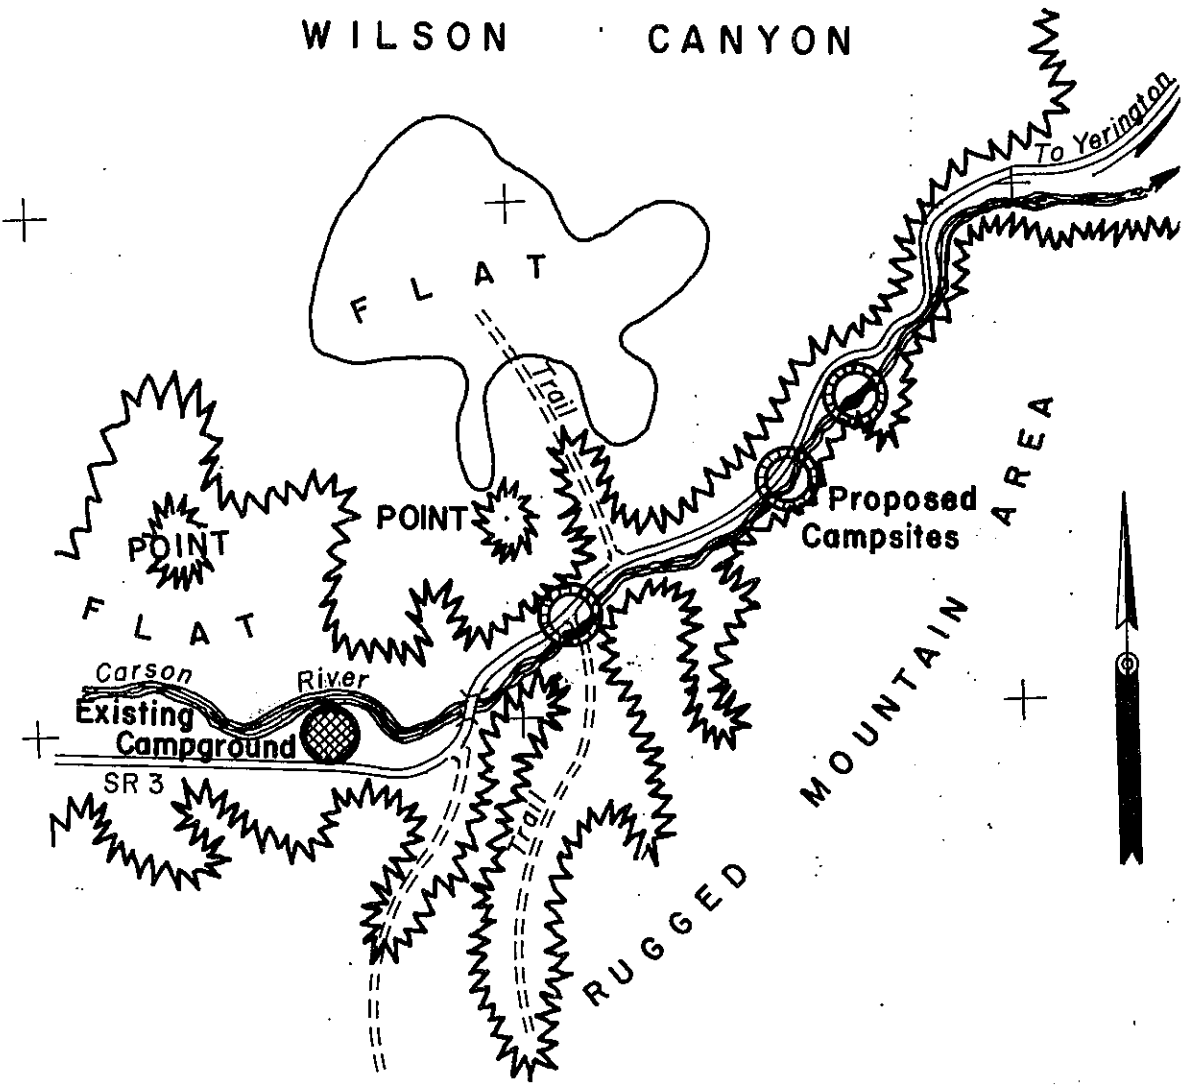 WILSON CANYON
To Yerington
FLAT
Trail
AREA
POINT
Proposed
Campsites
POINT
FLAT
MOUNTAIN
Carson River
Existing
Campground
SR 3
Trail
RUGGED